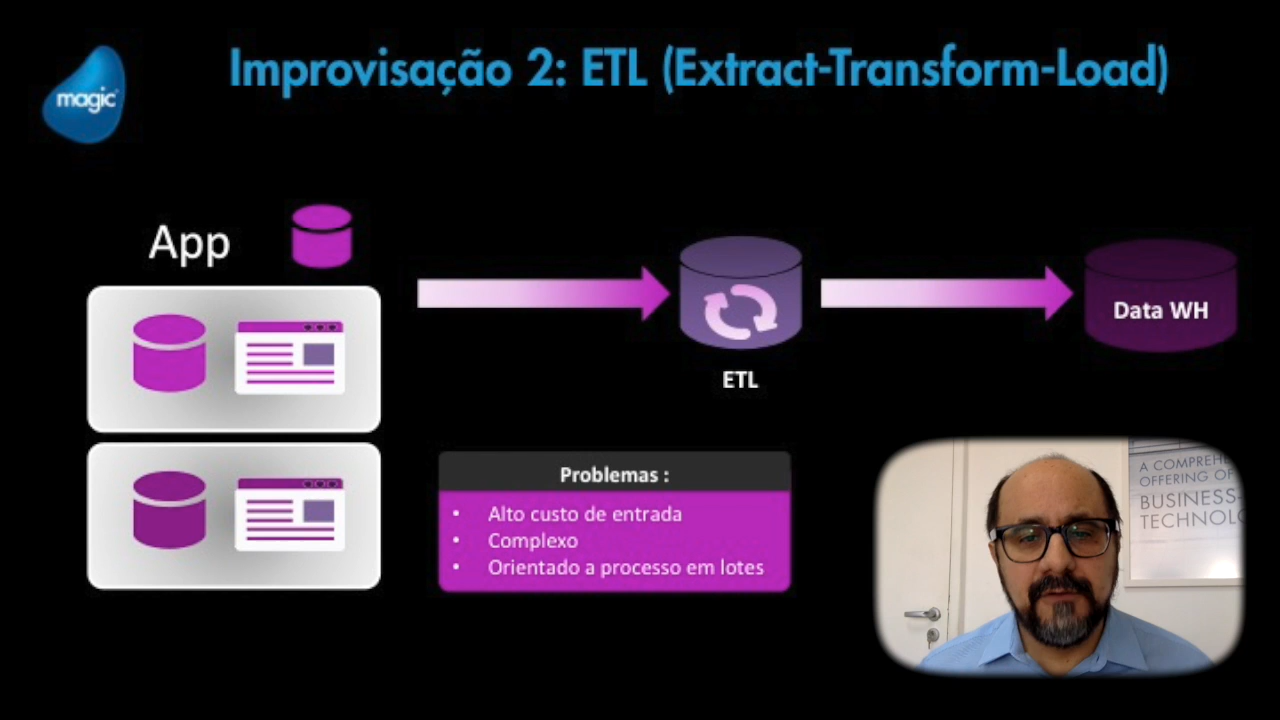 magic
Improvisação 2: ETL (Extract-Transform-Load)
App
ETL
Data WH
Problemas :
• Alto custo de entrada
• Complexo
• Orientado a processo em lotes
A COMPREHE
OFFERING OF
BUSINESS-
TECHNOLO